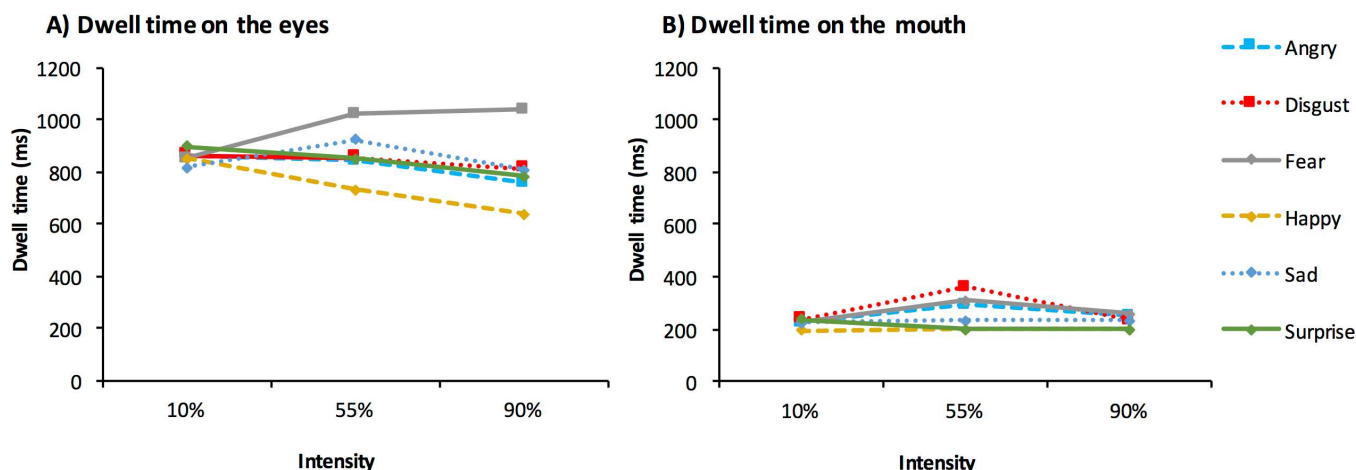 A) Dwell time on the eyes
1200
1000
800
600
400
200
0
Dwell time (ms)
10%
55%
90%
Intensity
B) Dwell time on the mouth
1200
1000
800
600
400
200
0
Dwell time (ms)
10%
55%
90%
Intensity
Angry
Disgust
Fear
Happy
Sad
Surprise